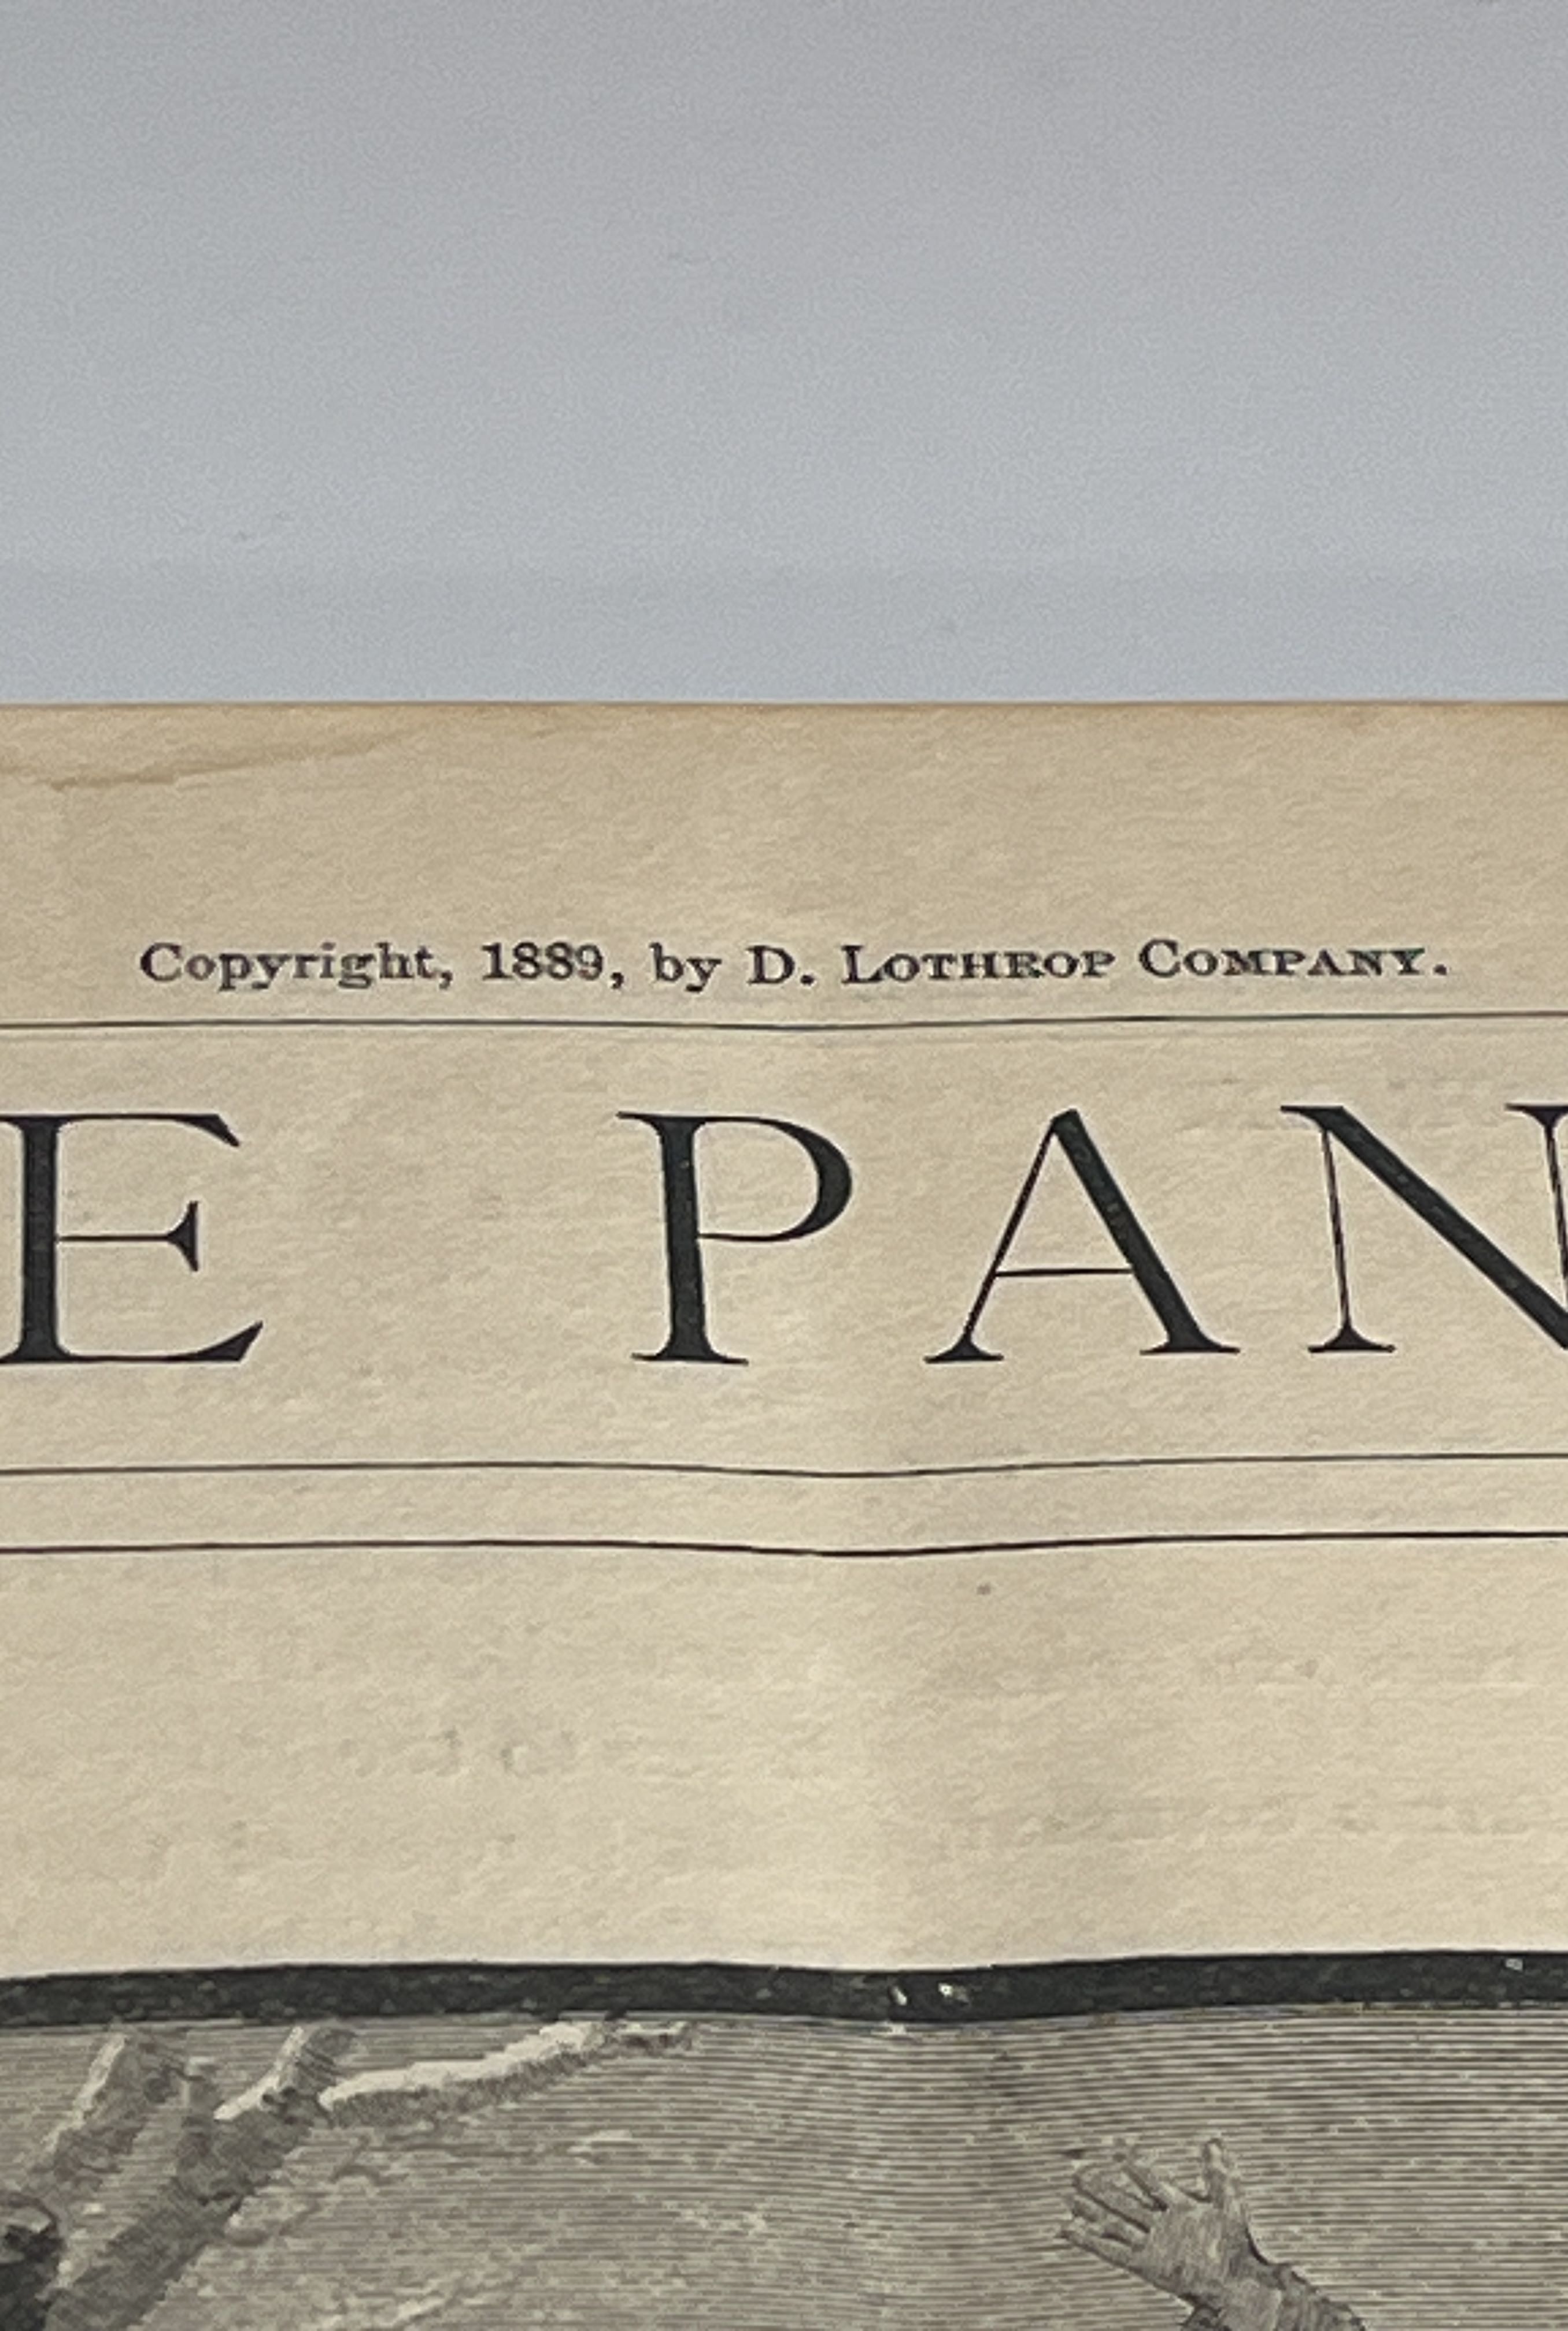 Copyright, 1889, by D. LOTHROP COMPANY.
E PAN